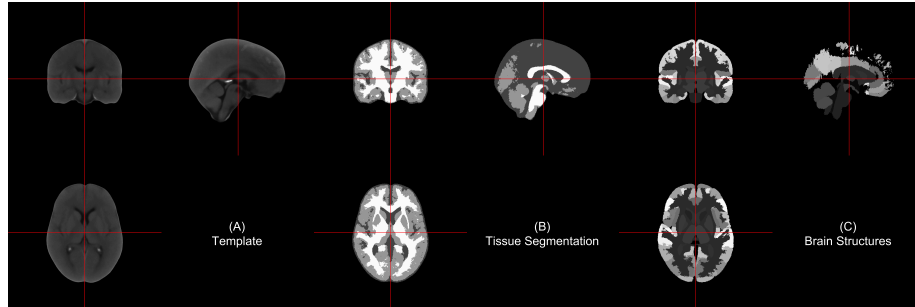 (A)
Template
(B)
Tissue Segmentation
(C)
Brain Structures